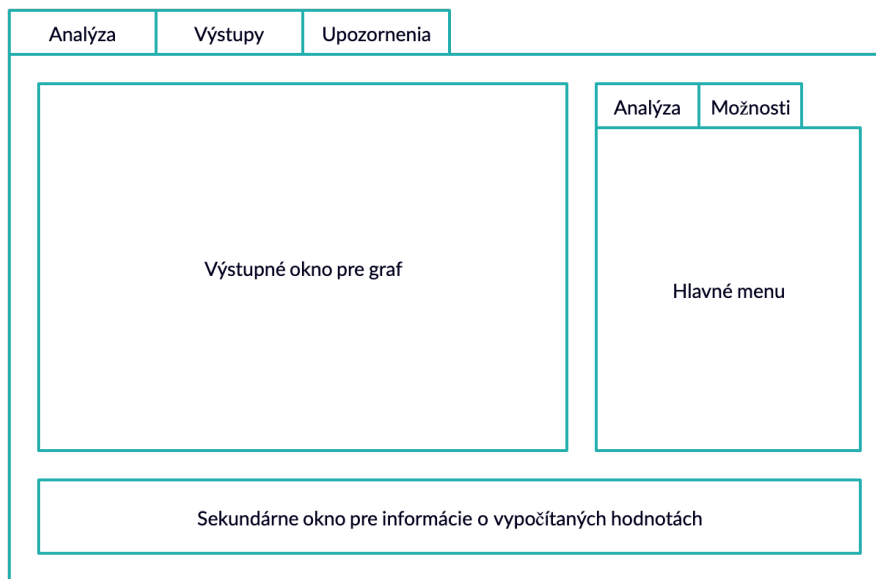 Analýza
Výstupy
Upozornenia
Analýza
Možnosti
Výstupné okno pre graf
Hlavné menu
Sekundárne okno pre informácie o vypočítaných hodnotách